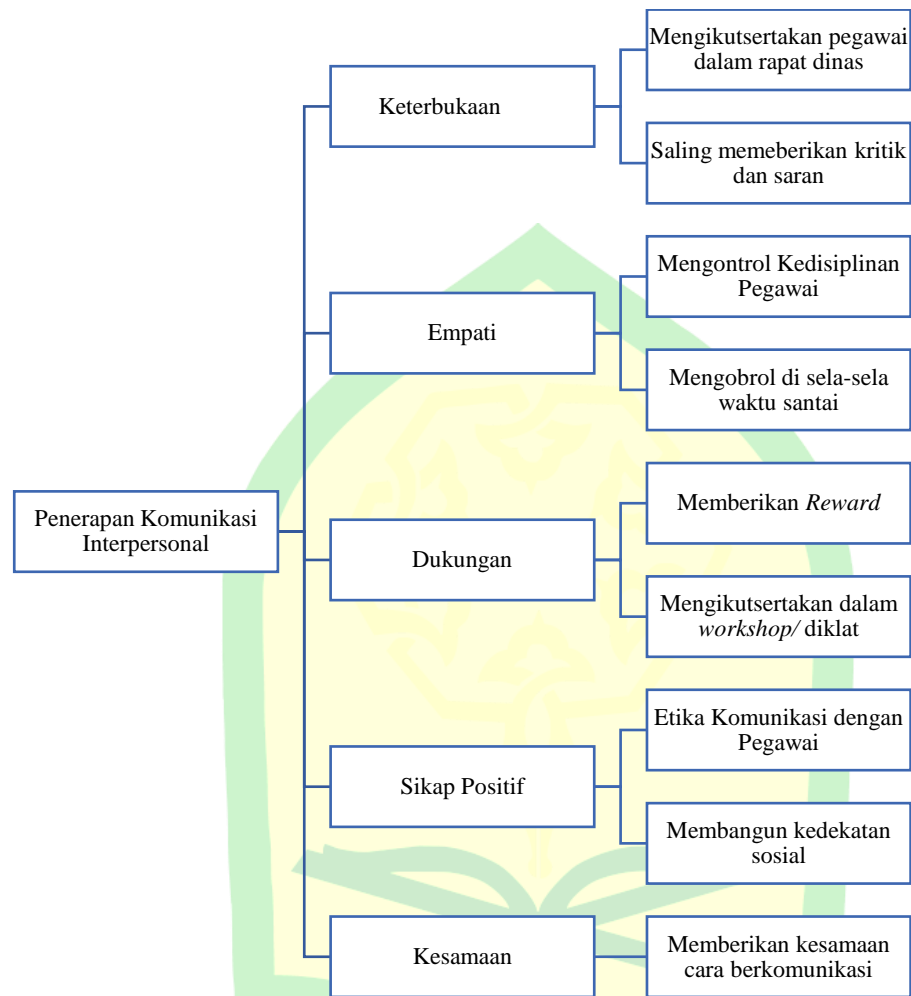 Penerapan Komunikasi
Interpersonal
Keterbukaan
Mengikutsertakan pegawai
dalam rapat dinas
Saling memeberikan kritik
dan saran
Empati
Mengontrol Kedisiplinan
Pegawai
Mengobrol di sela-sela
waktu santai
Dukungan
Memberikan Reward
Mengikutsertakan dalam
workshop/ diklat
Sikap Positif
Etika Komunikasi dengan
Pegawai
Membangun kedekatan
sosial
Kesamaan
Memberikan kesamaan
cara berkomunikasi